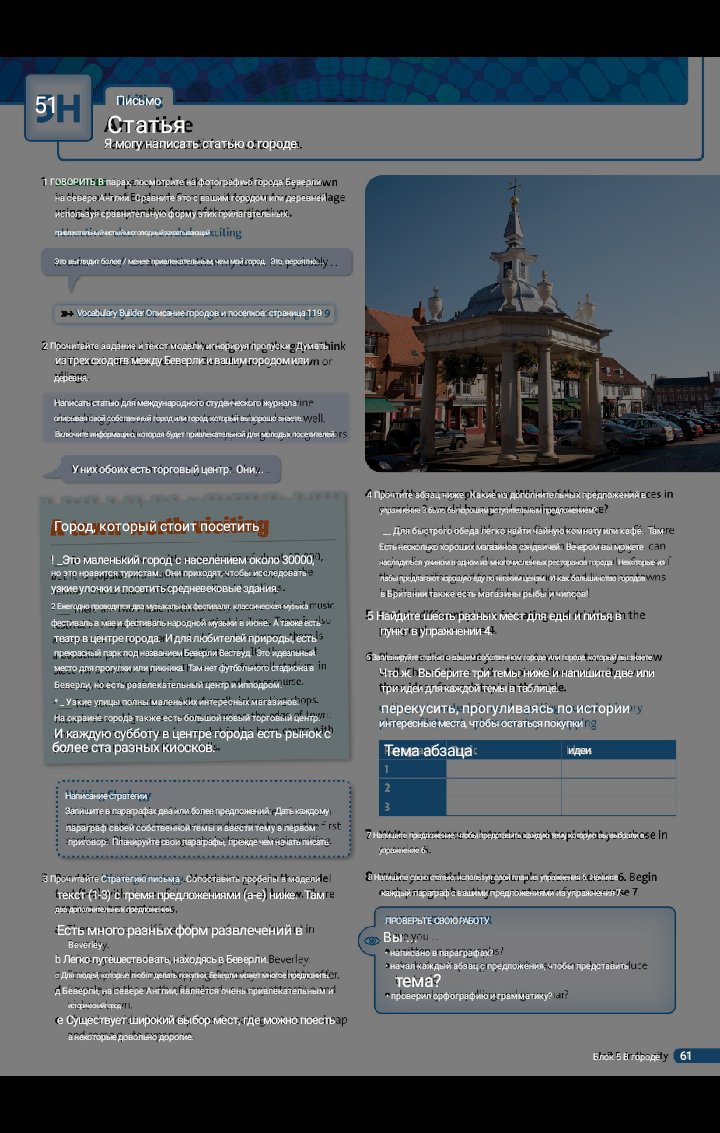 51
Письмо
Статья
Я могу написать статью о городе.
1 ГОВОРИТЬ В парах, посмотрите на фотографию города Беверли
на севере Англии. Сравните это с вашим городом или деревней
используя сравнительную форму этих прилагательных.
Это выглядит более / менее привлекательным, чем мой город. Это, вероятно,
Vocabulary Builder Описание городов и поселков: страница 119
2 Прочитайте задание и текст модели, игнорируя пропуски. Думать
из трех сходств между Беверли и вашим городом или
деревня.
Написать статью для международного студенческого журнала
описывая свой собственный город или город, который вы хорошо знаете.
Включите информацию, которая будет привлекательной для молодых посетителей.
У них обоих есть торговый центр. Они...
Город, который стоит посетить
! _Это маленький город с населением около 30000,
но это нравится туристам. Они приходят, чтобы исследовать
узкие улочки и посетить средневековые здания.
2 Ежегодно проводятся два музыкальных фестиваля: классическая музыка
фестиваль в мае и фестиваль народной музыки в июне. А также есть
театр в центре города. И для любителей природы, есть
прекрасный парк под названием Беверли Вествуд. Это идеальный
место для прогулки или пикника. Там нет футбольного стадиона в
Беверли, но есть развлекательный центр и ипподром.
* _ Узкие улицы полны маленьких интересных магазинов.
На окраине города также есть большой новый торговый центр.
И каждую субботу в центре города есть рынок с
более ста разных киосков.
Написание стратегии
Запишите в параграфах два или более предложений. Дать каждому
параграф своей собственной темы и ввести тему в первом
приговор. Планируйте свои параграфы, прежде чем начать писать.
3 Прочитайте Стратегию письма. Сопоставить пробелы в модели
текст (1-3) с тремя предложениями (a-e) ниже. Там
два дополнительных предложения.
Есть много разных форм развлечений в
Beverley.
b Легко путешествовать, находясь в Беверли.
с Для людей, которые любят делать покупки, Беверли может многое предложить.
д Беверли, на севере Англии, является очень привлекательным и
исторический город.
е Существует широкий выбор мест, где можно поесть
а некоторые довольно дорогие.
4 Прочтите абзац ниже. Какие из дополнительных предложений в
упражнение 3 было бы хорошим вступительным предложением?
__ Для быстрого обеда легко найти чайную комнату или кафе. Там
Есть несколько хороших магазинов сэндвичей. Вечером вы можете
насладиться ужином в одном из многочисленных ресторанов города. Некоторые из
пабы предлагают хорошую еду по низким ценам. И как большинство городов
в Британии также есть магазины рыбы и чипсов!
5 Найдите шесть разных мест для еды и питья в
пункт в упражнении 4.
6 Запланируйте статью о вашем собственном городе или городе, который вы знаете
Что ж. Выберите три темы ниже и напишите две или
три идеи для каждой темы в таблице.
перекусить, прогуливаясь по истории
интересные места, чтобы остаться покупки
Тема абзаца
идеи
1
2
3
7 Напишите предложение, чтобы представить каждую тему, которую вы выбрали в
упражнение 6.
8 Напишите свою статью, используя свой план из упражнения 6. Начните
каждый параграф с вашими предложениями из упражнения 7.
ПРОВЕРЬТЕ СВОЮ РАБОТУ
Вы ...
• написано в параграфах?
• начал каждый абзац с предложения, чтобы представить
тема?
• проверил орфографию и грамматику?
Блок 5 В городе
61